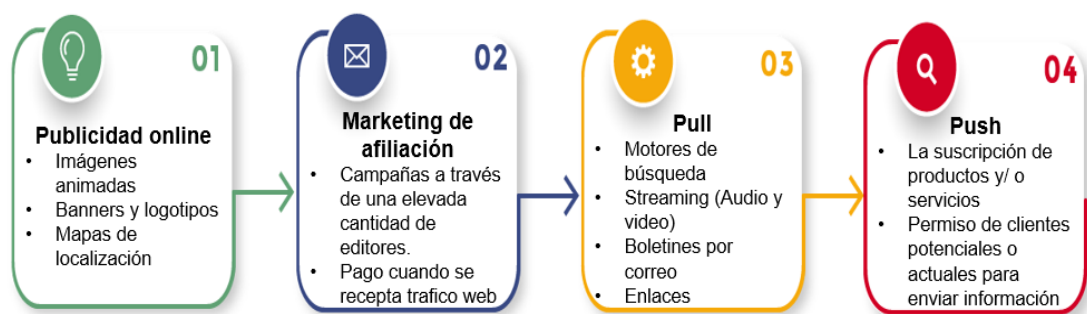 01
Publicidad online
• Imágenes
animadas
• Banners y logotipos
• Mapas de
localización
02
Marketing de
afiliación
• Campañas a través
de una elevada
cantidad de
editores.
• Pago cuando se
recepta trafico web
03
Pull
• Motores de
búsqueda
• Streaming (Audio y
video)
• Boletines por
correo
• Enlaces
04
Push
• La suscripción de
productos y/ o
servicios
• Permiso de clientes
potenciales o
actuales para
enviar información